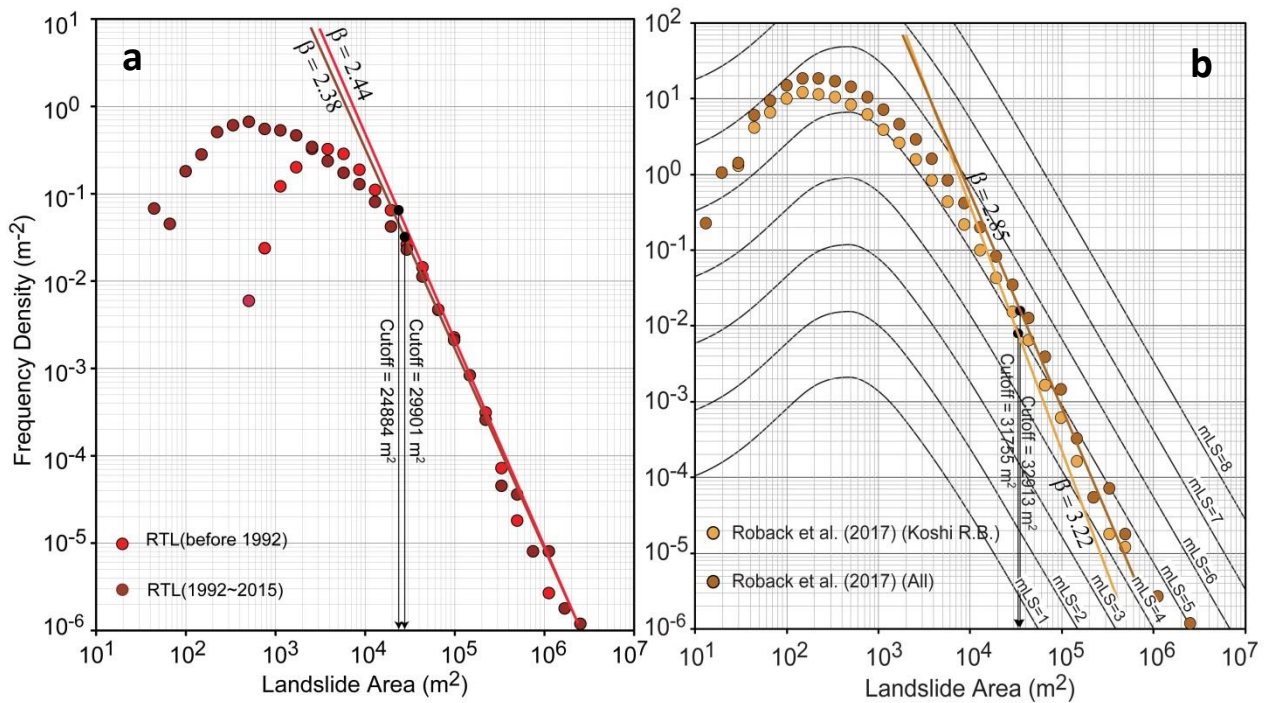 a
10¹
10⁰
10⁻¹
10⁻²
10⁻³
10⁻⁴
10⁻⁵
10⁻⁶
Frequency Density (m⁻²)
β = 2.44
β = 2.38
Cutoff = 29901 m²
Cutoff = 24884 m²
RTL(before 1992)
RTL(1992~2015)
10¹ 10² 10³ 10⁴ 10⁵ 10⁶ 10⁷
Landslide Area (m²)
b
10²
10¹
10⁰
10⁻¹
10⁻²
10⁻³
10⁻⁴
10⁻⁵
10⁻⁶
β = 2.85
β = 3.22
Cutoff = 32913 m²
Cutoff = 31755 m²
mLS=8
mLS=7
mLS=6
mLS=5
mLS=4
mLS=3
mLS=2
mLS=1
Roback et al. (2017) (Koshi R.B.)
Roback et al. (2017) (All)
10¹ 10² 10³ 10⁴ 10⁵ 10⁶ 10⁷
Landslide Area (m²)